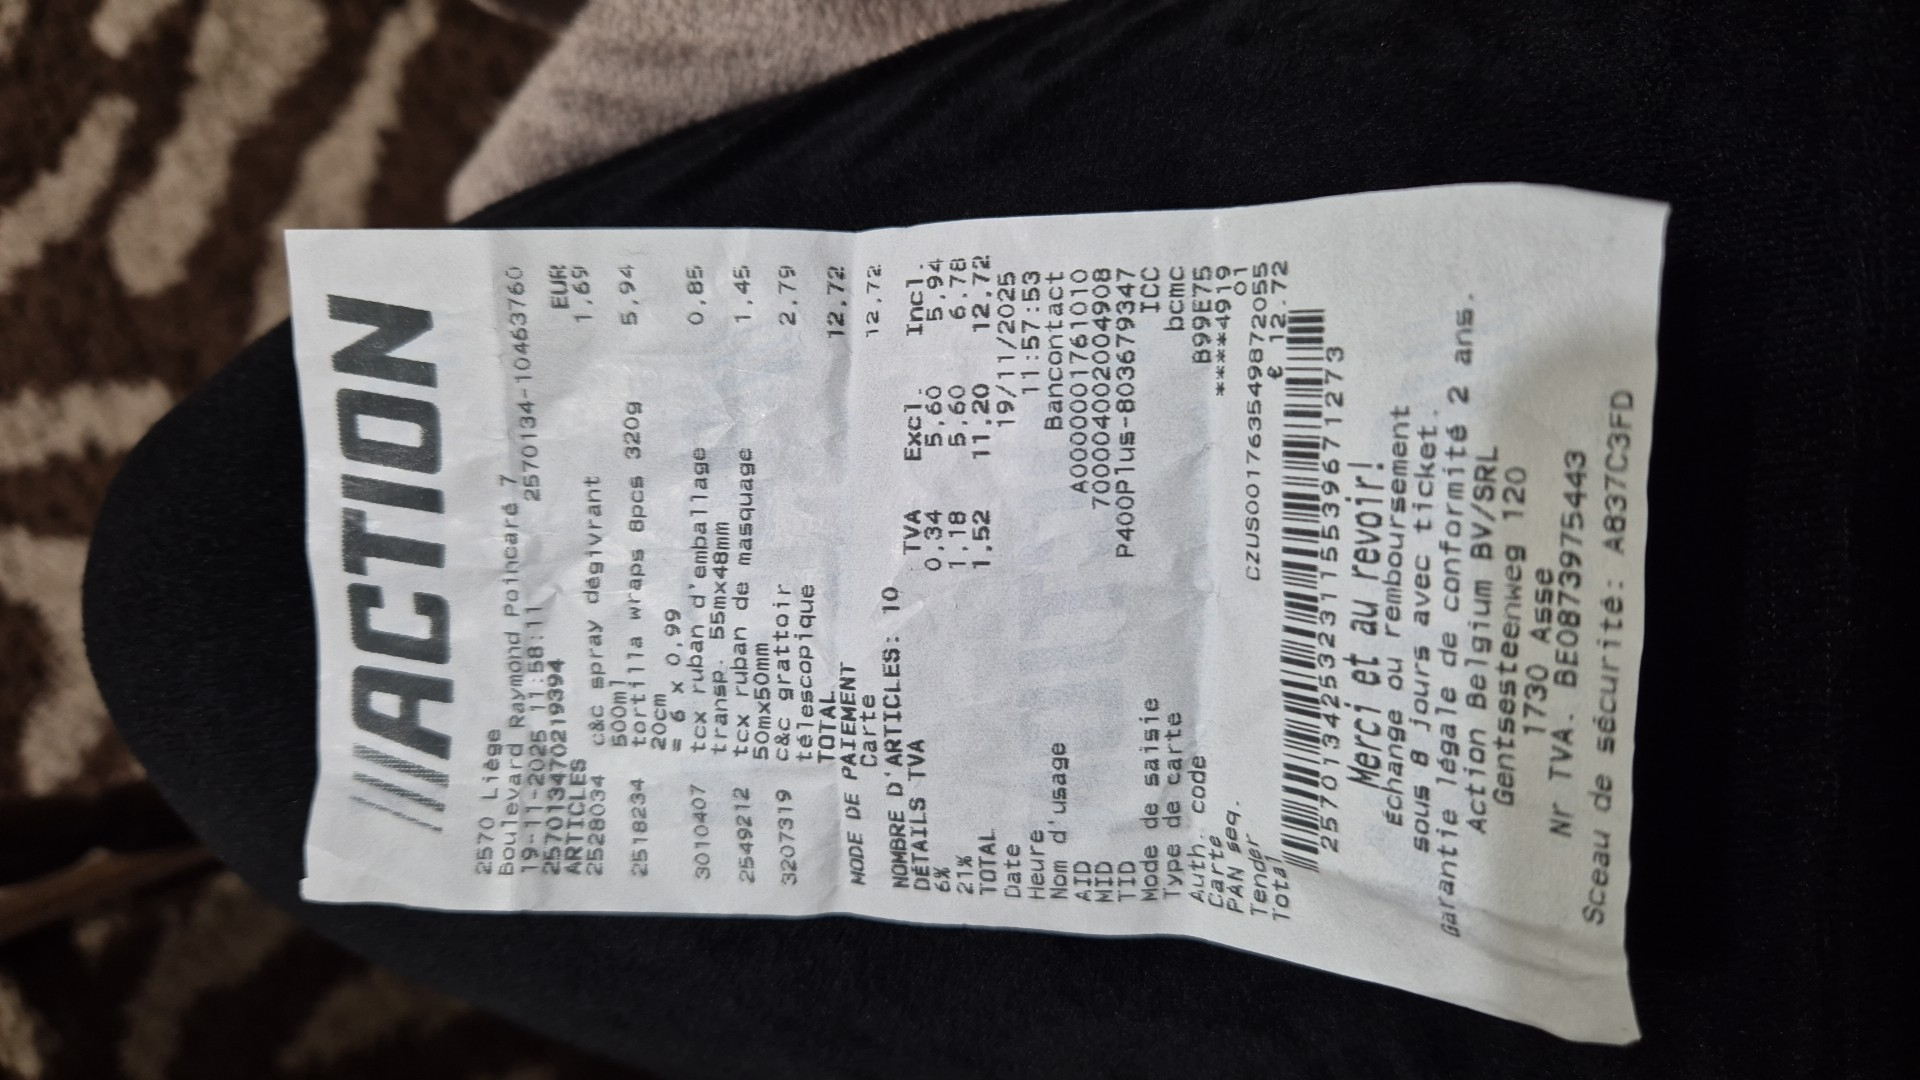 ///ACTION
2570 Liège
Boulevard Raymond Poincaré 7
19-11-2025 11:58:11 2570134-10463760
257013470219394
ARTICLES EUR
2528034 c&c spray dégivrant 1,69
500ml
2518234 tortilla wraps 8pcs 320g 5,94
20cm
= 6 x 0,99
3010407 tcx ruban d'emballage 0,85
transp. 55mx48mm
2549212 tcx ruban de masquage 1,45
50mx50mm
3207319 c&c grattoir 2,79
télescopique
TOTAL 12,72
MODE DE PAIEMENT
Carte 12,72
NOMBRE D'ARTICLES: 10
DÉTAILS TVA TVA Excl. Incl.
6% 0,34 5,60 5,94
21% 1,18 5,60 6,78
TOTAL 1,52 11,20 12,72
Date 19/11/2025
Heure 11:57:53
Nom d'usage Bancontact
AID A0000001761010
MID 700004002004908
TID P400Plus-803679347
Mode de saisie ICC
Type de carte bcmc
Auth. code B99E75
Carte ****4919
PAN seq. 01
Tender CZUS001763549872055
Total € 12.72
257013425323115539671273
Merci et au revoir!
Échange ou remboursement
sous 8 jours avec ticket.
Garantie légale de conformité 2 ans.
Action Belgium BV/SRL
Gentsesteenweg 120
1730 Asse
Nr TVA. BE0873975443
Sceau de sécurité: A837C3FD